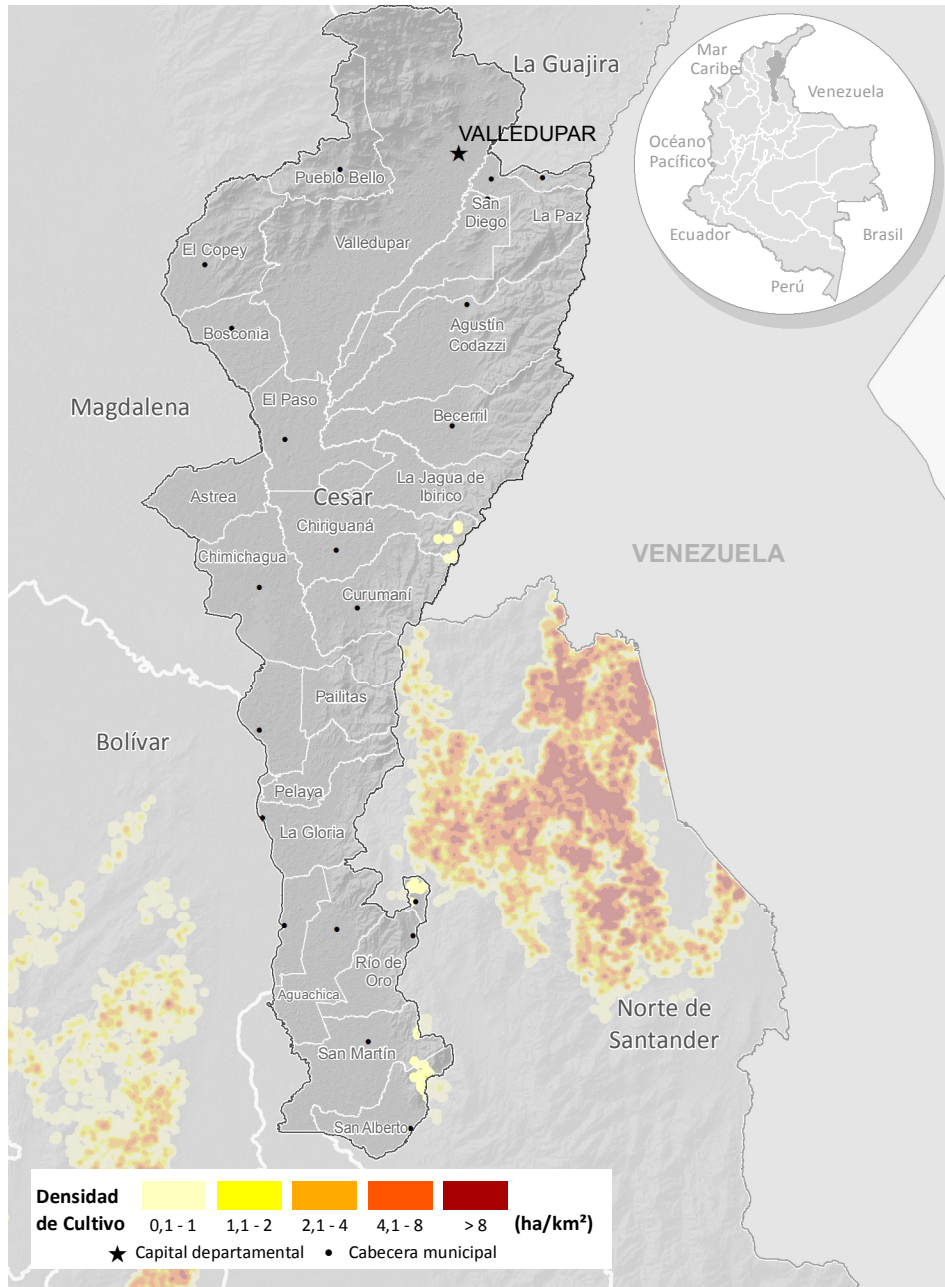 La Guajira
Mar
Caribe
Venezuela
Océano
Pacífico
Ecuador
Brasil
Perú
VALLEDUPAR
Pueblo Bello
San
Diego
La Paz
Valledupar
El Copey
Agustín
Codazzi
Bosconia
El Paso
Magdalena
Becerril
La Jagua de
Ibirico
Astrea
Cesar
Chiriguaná
Chimichagua
VENEZUELA
Curumaní
Pailitas
Bolívar
Pelaya
La Gloria
Río de
Oro
Aguachica
Norte de
Santander
San Martín
San Alberto
Densidad
de Cultivo
0,1 - 1
1,1 - 2
2,1 - 4
4,1 - 8
> 8
(ha/km²)
Capital departamental
Cabecera municipal